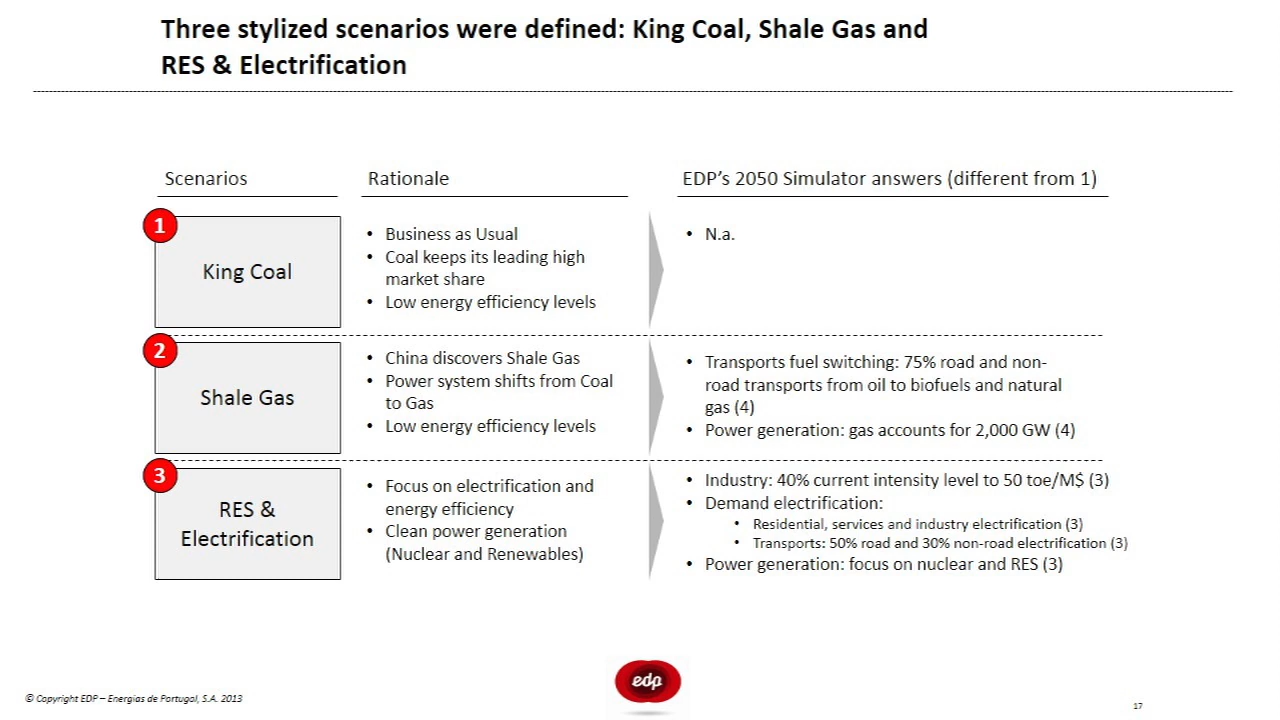 Three stylized scenarios were defined: King Coal, Shale Gas and
RES & Electrification
Scenarios
Rationale
EDP's 2050 Simulator answers (different from 1)
1
King Coal
• Business as Usual
• Coal keeps its leading high
market share
• Low energy efficiency levels
• N.a.
2
Shale Gas
• China discovers Shale Gas
• Power system shifts from Coal
to Gas
• Low energy efficiency levels
• Transports fuel switching: 75% road and non-
road transports from oil to biofuels and natural
gas (4)
• Power generation: gas accounts for 2,000 GW (4)
3
RES &
Electrification
• Focus on electrification and
energy efficiency
• Clean power generation
(Nuclear and Renewables)
• Industry: 40% current intensity level to 50 toe/M$ (3)
• Demand electrification:
• Residential, services and industry electrification (3)
• Transports: 50% road and 30% non-road electrification (3)
• Power generation: focus on nuclear and RES (3)
edp
© Copyright EDP – Energias de Portugal, S.A. 2013
17